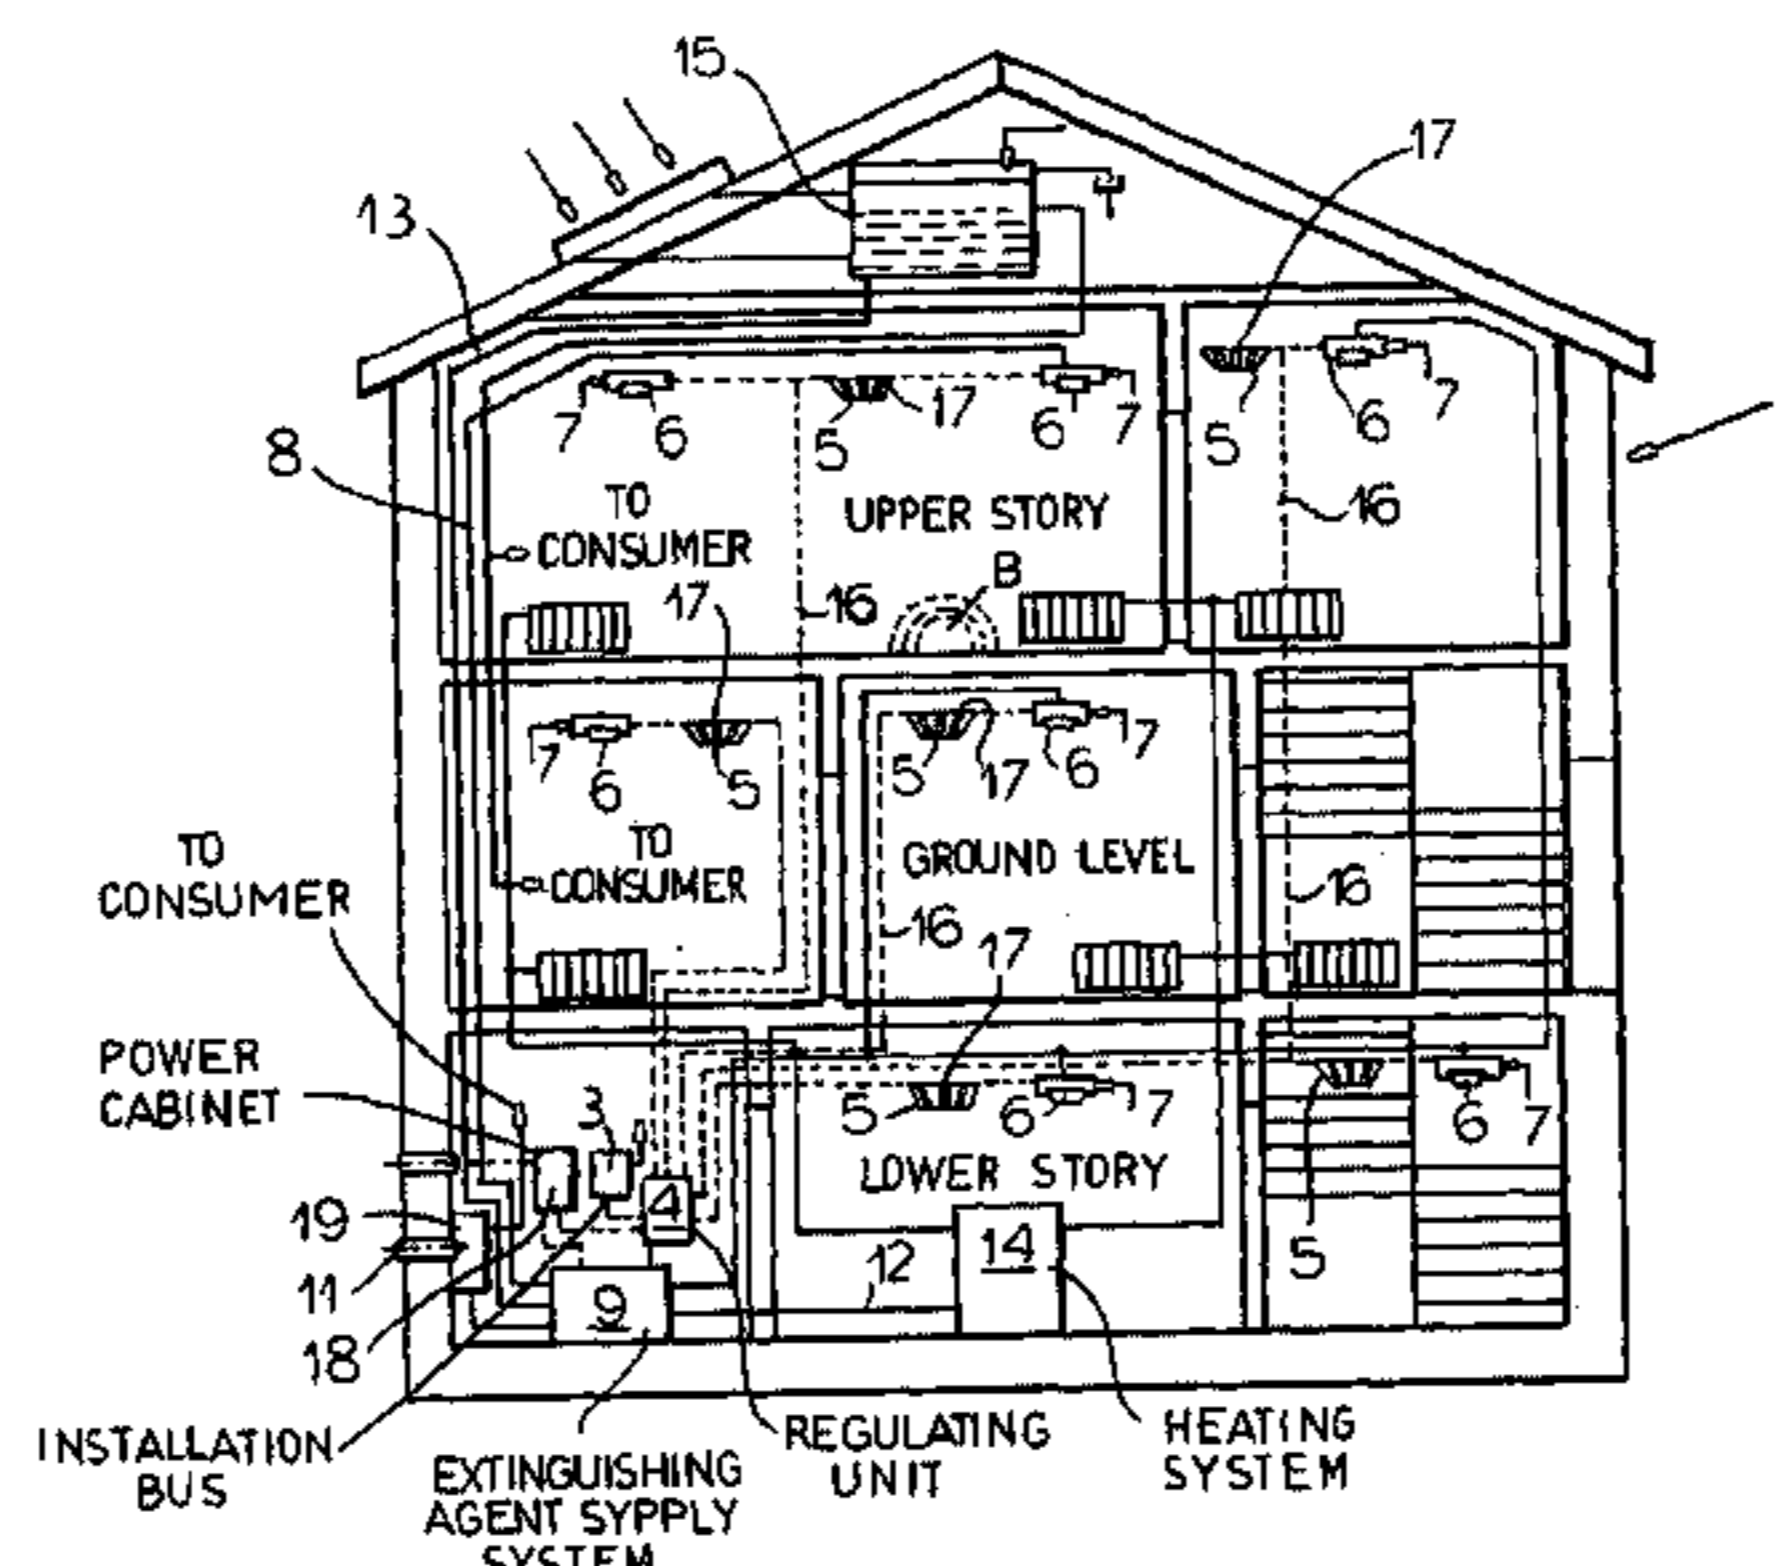 15
17
13
7
6
5
17
6
7
5
6
7
8
TO
CONSUMER
UPPER STORY
16
17
16
B
7
6
5
5
17
6
7
TO
CONSUMER
TO
CONSUMER
GROUND LEVEL
16
16
17
POWER
CABINET
3
4
5
6
7
6
7
LOWER STORY
19
11
18
9
12
14
5
INSTALLATION
BUS
EXTINGUISHING
AGENT SYPPLY
SYSTEM
REGULATING
UNIT
HEATING
SYSTEM